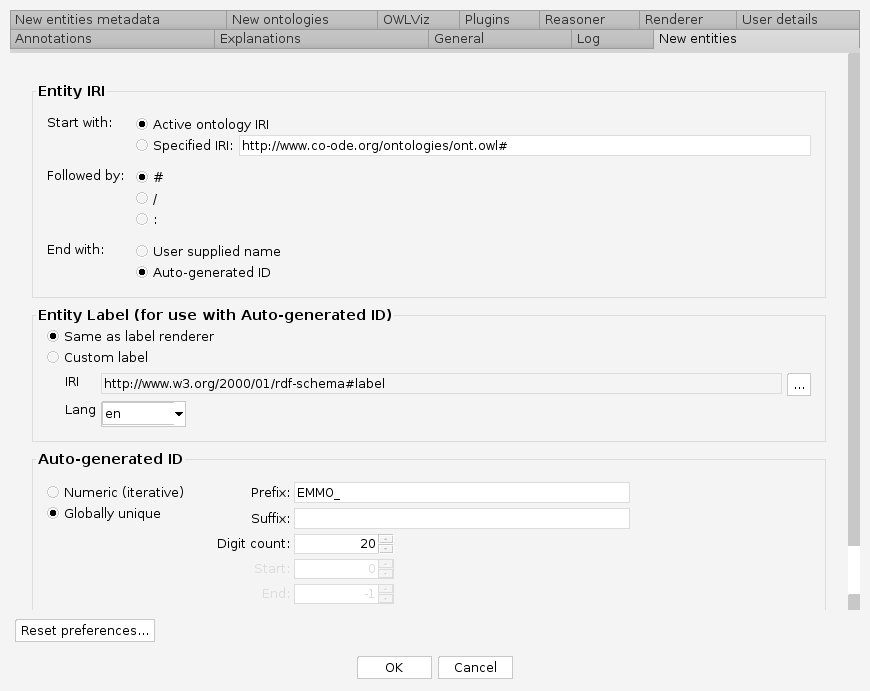 New entities metadata New ontologies OWLViz Plugins Reasoner Renderer User details
Annotations Explanations General Log New entities
Entity IRI
Start with: Active ontology IRI
Specified IRI: http://www.co-ode.org/ontologies/ont.owl#
Followed by: #
/
:
End with: User supplied name
Auto-generated ID
Entity Label (for use with Auto-generated ID)
Same as label renderer
Custom label
IRI http://www.w3.org/2000/01/rdf-schema#label ...
Lang en
Auto-generated ID
Numeric (iterative) Prefix: EMMO_
Globally unique Suffix:
Digit count: 20
Start: 0
End: -1
Reset preferences...
OK Cancel